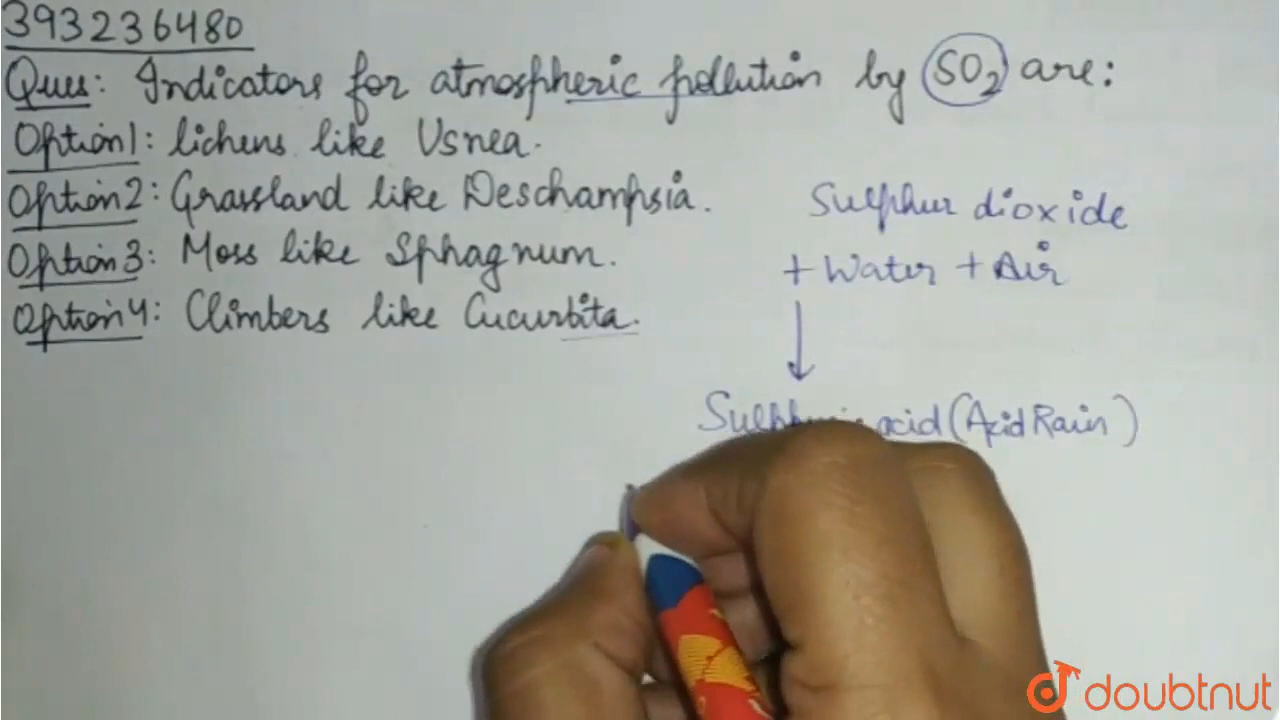 393236480
Ques: Indicators for atmospheric pollution by SO2 are:
Option1: lichens like Usnea.
Option2: Grassland like Deschampsia.
Option3: Moss like Sphagnum.
Option4: Climbers like Cucurbita.
Sulphur dioxide
+ Water + Air
acid (Acid Rain)
doubtnut